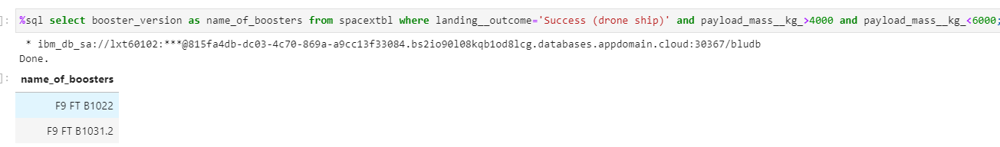 ]: %sql select booster_version as name_of_boosters from spacextbl where landing__outcome='Success (drone ship)' and payload_mass__kg_>4000 and payload_mass__kg_<6000;
* ibm_db_sa://lxt60102:***@815fa4db-dc03-4c70-869a-a9cc13f33084.bs2io90l08kqb1od8lcg.databases.appdomain.cloud:30367/bludb
Done.
]: name_of_boosters
F9 FT B1022
F9 FT B1031.2